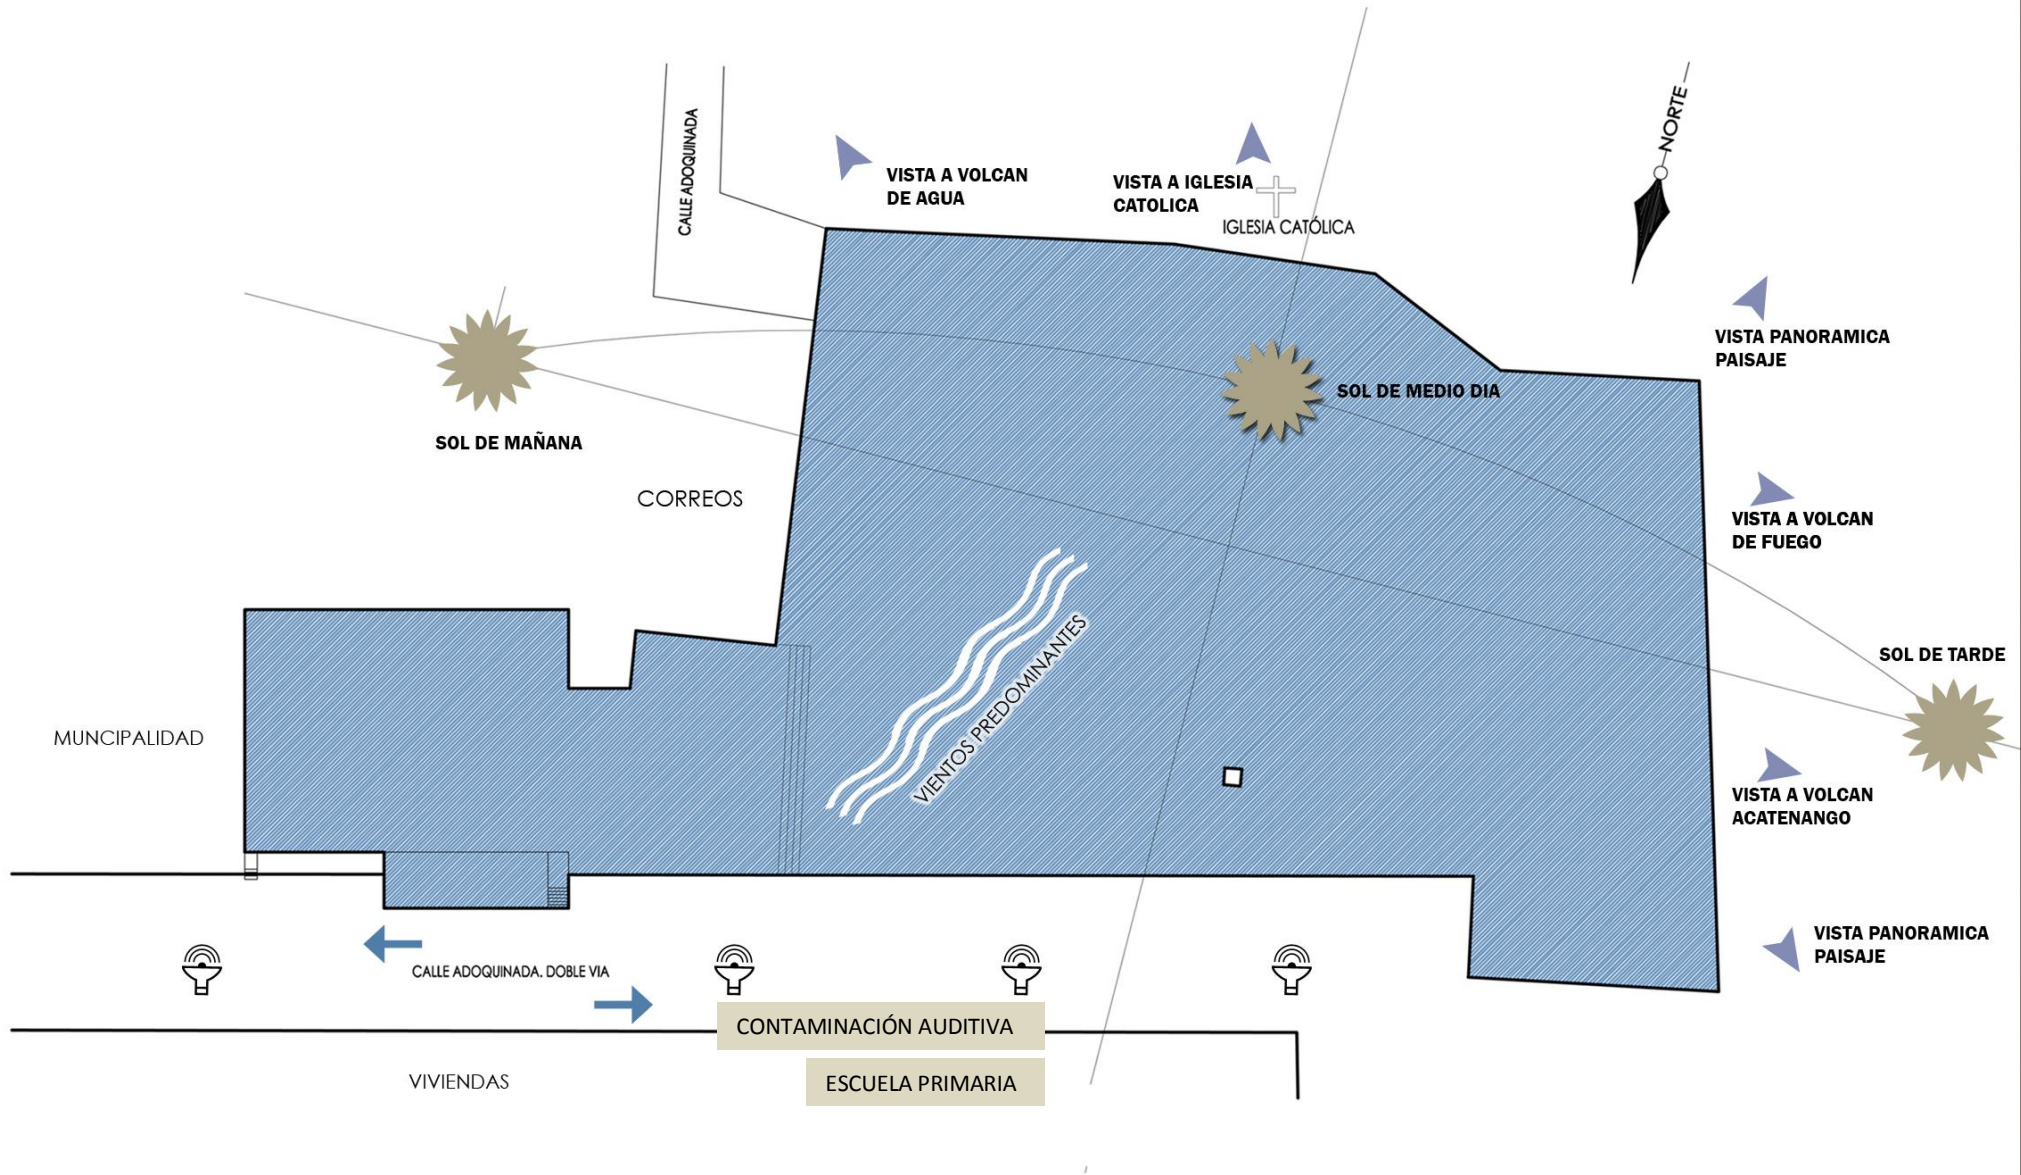 CALLE ADOQUINADA
VISTA A VOLCAN
DE AGUA
VISTA A IGLESIA
CATOLICA
IGLESIA CATÓLICA
NORTE
VISTA PANORAMICA
PAISAJE
SOL DE MEDIO DIA
SOL DE MAÑANA
CORREOS
VISTA A VOLCAN
DE FUEGO
VIENTOS PREDOMINANTES
SOL DE TARDE
MUNCIPALIDAD
VISTA A VOLCAN
ACATENANGO
VISTA PANORAMICA
PAISAJE
CALLE ADOQUINADA. DOBLE VIA
CONTAMINACIÓN AUDITIVA
VIVIENDAS
ESCUELA PRIMARIA